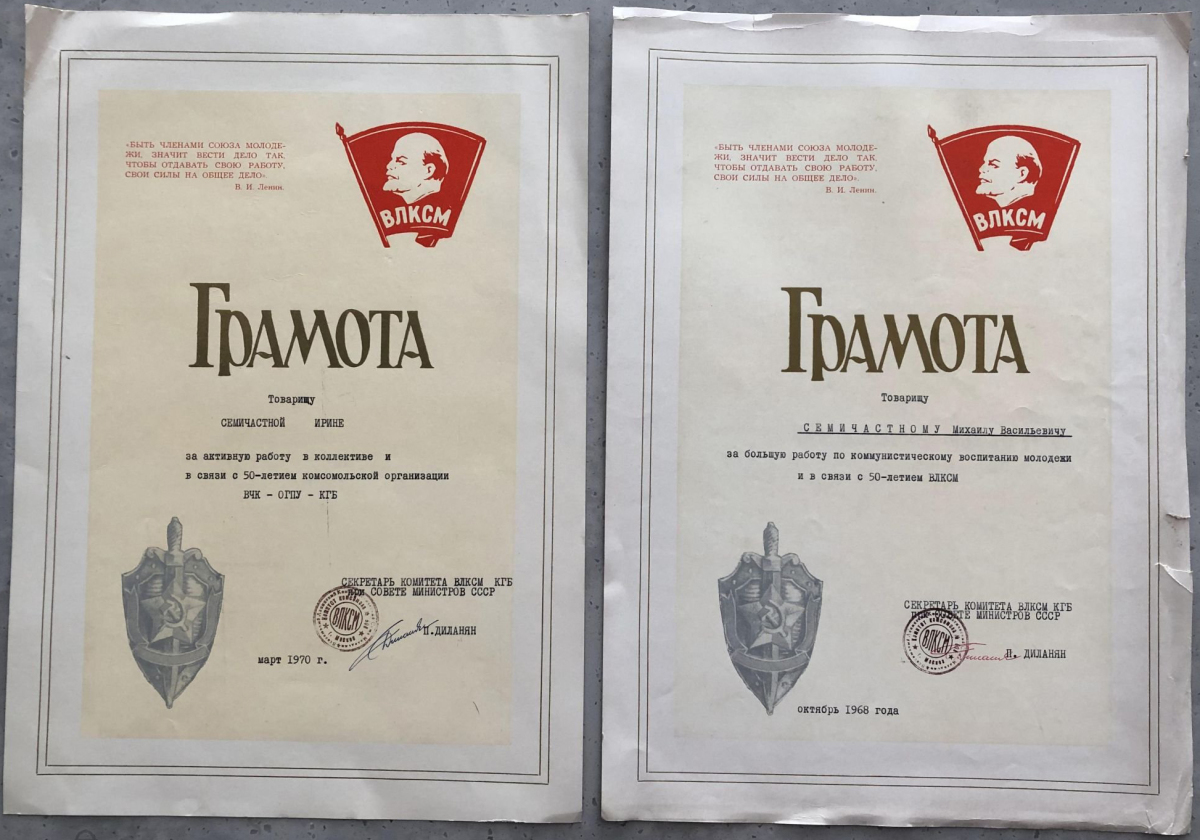 «БЫТЬ ЧЛЕНАМИ СОЮЗА МОЛОДЕ-
ЖИ, ЗНАЧИТ ВЕСТИ ДЕЛО ТАК,
ЧТОБЫ ОТДАВАТЬ СВОЮ РАБОТУ,
СВОИ СИЛЫ НА ОБЩЕЕ ДЕЛО».
В. И. Ленин.
ВЛКСМ
ГРАМОТА
Товарищу
СЕМИЧАСТНОЙ ИРИНЕ
за активную работу в коллективе и
в связи с 50-летием комсомольской организации
ВЧК - ОГПУ - КГБ
СЕКРЕТАРЬ КОМИТЕТА ВЛКСМ КГБ
ПРИ СОВЕТЕ МИНИСТРОВ СССР
ВЛКСМ
г. Москва
П.ДИЛАНЯН
март 1970 г.
«БЫТЬ ЧЛЕНАМИ СОЮЗА МОЛОДЕ-
ЖИ, ЗНАЧИТ ВЕСТИ ДЕЛО ТАК,
ЧТОБЫ ОТДАВАТЬ СВОЮ РАБОТУ,
СВОИ СИЛЫ НА ОБЩЕЕ ДЕЛО».
В. И. Ленин.
ВЛКСМ
ГРАМОТА
Товарищу
СЕМИЧАСТНОМУ Михаилу Васильевичу
за большую работу по коммунистическому воспитанию молодежи
и в связи с 50-летием ВЛКСМ
СЕКРЕТАРЬ КОМИТЕТА ВЛКСМ КГБ
ПРИ СОВЕТЕ МИНИСТРОВ СССР
ВЛКСМ
г. Москва
П. ДИЛАНЯН
октябрь 1968 года